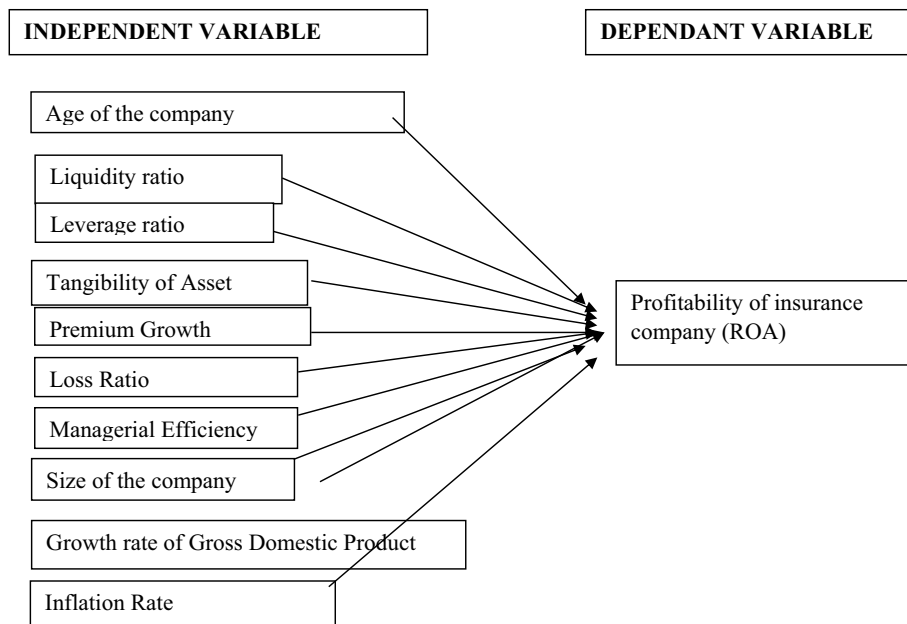 INDEPENDENT VARIABLE
DEPENDANT VARIABLE
Age of the company
Liquidity ratio
Leverage ratio
Tangibility of Asset
Premium Growth
Loss Ratio
Managerial Efficiency
Size of the company
Growth rate of Gross Domestic Product
Inflation Rate
Profitability of insurance
company (ROA)